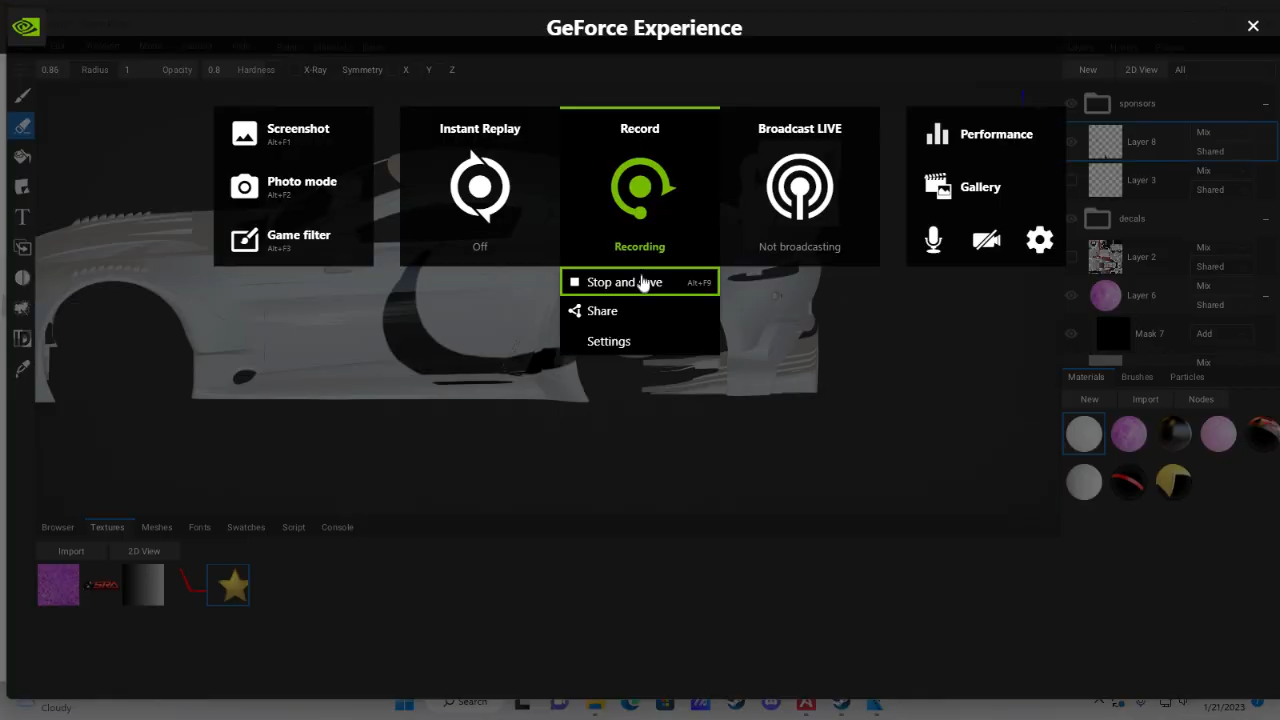 GeForce Experience
0.86 Radius 1 Opacity 0.8 Hardness X-Ray Symmetry X Y Z
New 2D View All
Screenshot
Alt+F1
Photo mode
Alt+F2
Game filter
Alt+F3
Instant Replay
Off
Record
Recording
Broadcast LIVE
Not broadcasting
Performance
Gallery
Stop and Alt+F9
Share
Settings
sponsors
Layer 8 Mix
Shared
Layer 3 Mix
Shared
decals
Layer 2 Mix
Shared
Layer 6 Mix
Shared
Mask 7 Add
Mix
Materials Brushes Particles
New Import Nodes
Browser Textures Meshes Fonts Swatches Script Console
Import 2D View
SRA
Cloudy
Search
1/21/2023